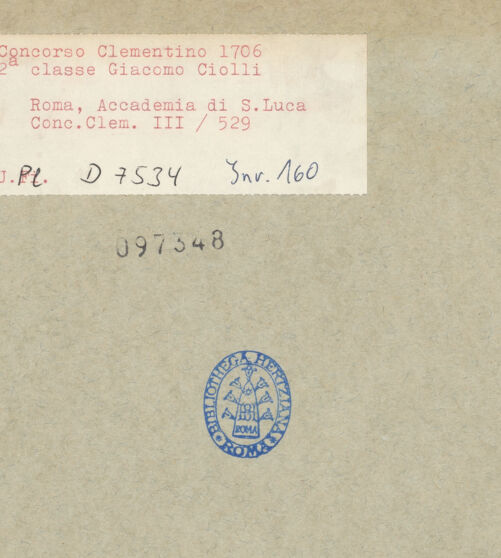 Concorso Clementino 1706
2a classe Giacomo Ciolli
Roma, Accademia di S.Luca
Conc.Clem. III / 529
D 7534 Inv. 160
097348
BIBLIOTHECA HERTZIANA
ROMA
ROMA